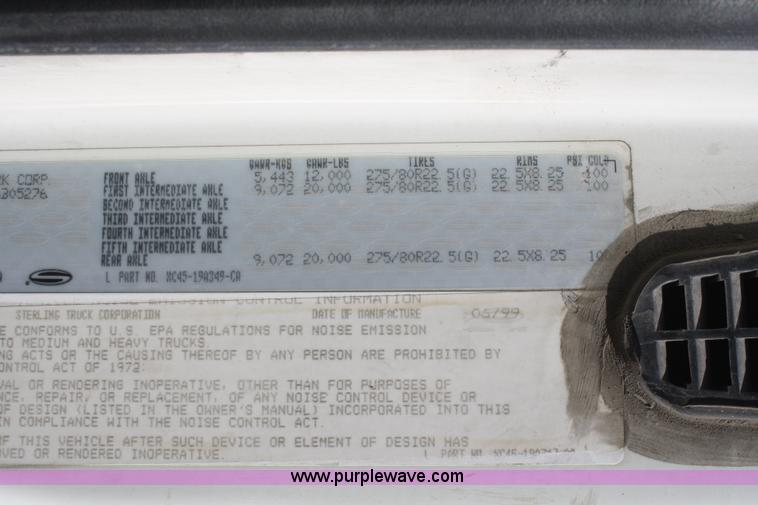 GAWR-KGS GAWR-LBS TIRES RIMS PSI COLD
RK CORP. FRONT AXLE 5,443 12,000 275/80R22.5(G) 22.5X8.25 100
305276 FIRST INTERMEDIATE AXLE 9,072 20,000 275/80R22.5(G) 22.5X8.25 100
SECOND INTERMEDIATE AXLE
THIRD INTERMEDIATE AXLE
FOURTH INTERMEDIATE AXLE
FIFTH INTERMEDIATE AXLE
REAR AXLE 9,072 20,000 275/80R22.5(G) 22.5X8.25 100
L PART NO. XC45-19A349-CA
EMISSION CONTROL INFORMATION
STERLING TRUCK CORPORATION DATE OF MANUFACTURE 06/99
E CONFORMS TO U.S. EPA REGULATIONS FOR NOISE EMISSION
TO MEDIUM AND HEAVY TRUCKS.
NG ACTS OR THE CAUSING THEREOF BY ANY PERSON ARE PROHIBITED BY
CONTROL ACT OF 1972:
VAL OR RENDERING INOPERATIVE, OTHER THAN FOR PURPOSES OF
NCE, REPAIR, OR REPLACEMENT, OF ANY NOISE CONTROL DEVICE OR
OF DESIGN (LISTED IN THE OWNER'S MANUAL) INCORPORATED INTO THIS
IN COMPLIANCE WITH THE NOISE CONTROL ACT.
OF THIS VEHICLE AFTER SUCH DEVICE OR ELEMENT OF DESIGN HAS
VED OR RENDERED INOPERATIVE. L PART NO.
www.purplewave.com